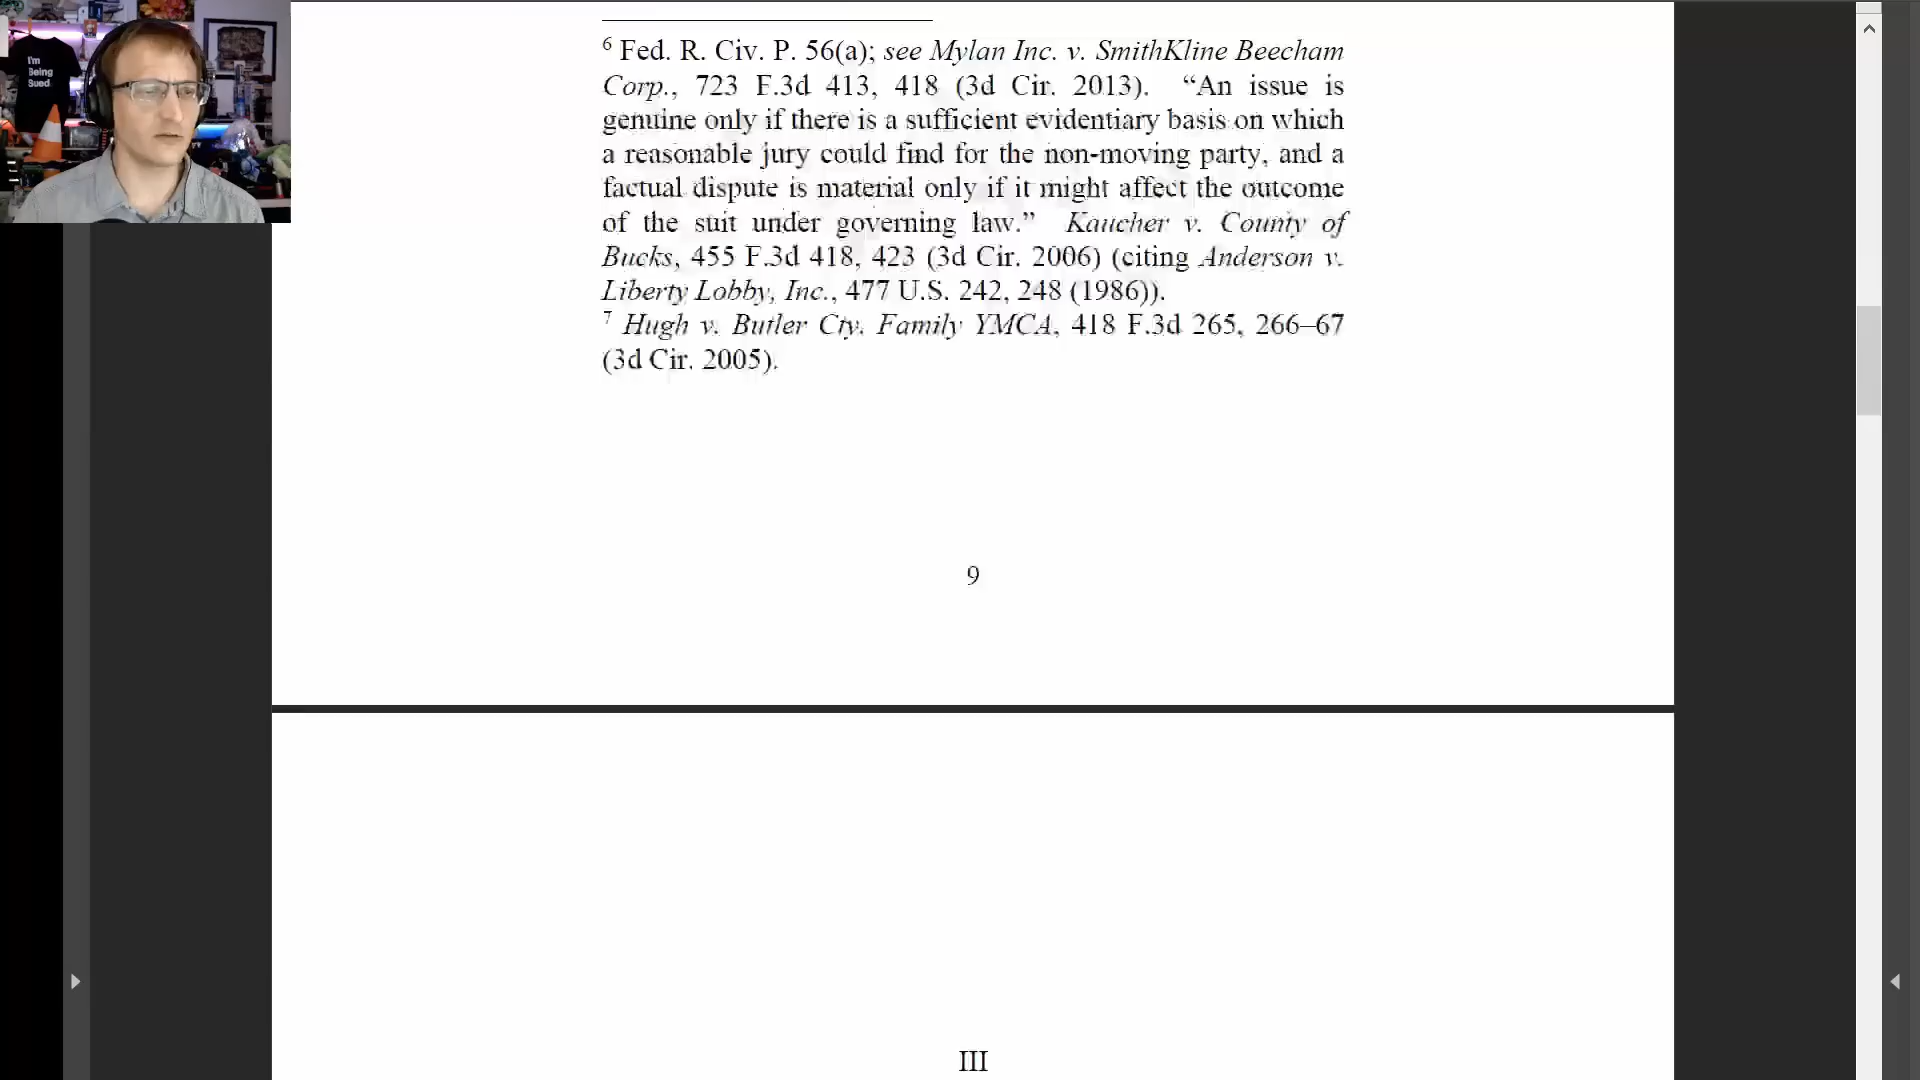 I'm
Being
Sued
6 Fed. R. Civ. P. 56(a); see Mylan Inc. v. SmithKline Beecham
Corp., 723 F.3d 413, 418 (3d Cir. 2013). “An issue is
genuine only if there is a sufficient evidentiary basis on which
a reasonable jury could find for the non-moving party, and a
factual dispute is material only if it might affect the outcome
of the suit under governing law.” Kaucher v. County of
Bucks, 455 F.3d 418, 423 (3d Cir. 2006) (citing Anderson v.
Liberty Lobby, Inc., 477 U.S. 242, 248 (1986)).
7 Hugh v. Butler Cty. Family YMCA, 418 F.3d 265, 266–67
(3d Cir. 2005).
9
III